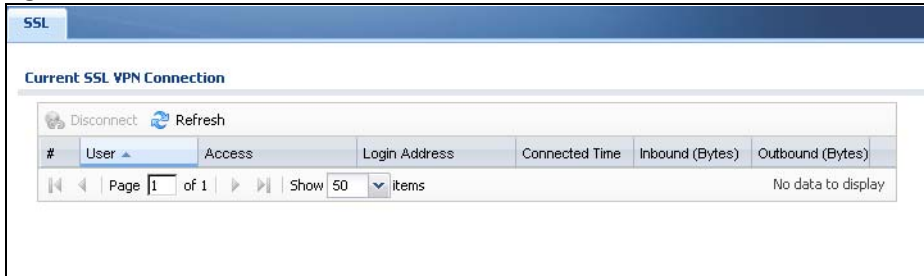 SSL
Current SSL VPN Connection
Disconnect Refresh
# User Access Login Address Connected Time Inbound (Bytes) Outbound (Bytes)
Page 1 of 1 Show 50 items No data to display